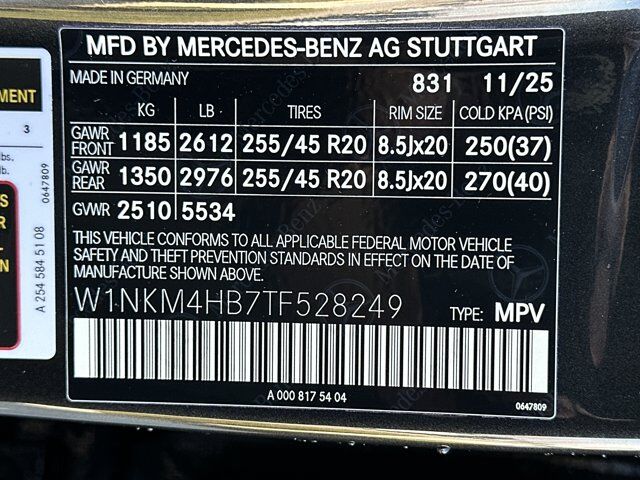 MFD BY MERCEDES-BENZ AG STUTTGART
MADE IN GERMANY 831 11/25
KG LB TIRES RIM SIZE COLD KPA (PSI)
GAWR FRONT 1185 2612 255/45 R20 8.5Jx20 250(37)
GAWR REAR 1350 2976 255/45 R20 8.5Jx20 270(40)
GVWR 2510 5534
THIS VEHICLE CONFORMS TO ALL APPLICABLE FEDERAL MOTOR VEHICLE
SAFETY AND THEFT PREVENTION STANDARDS IN EFFECT ON THE DATE OF
MANUFACTURE SHOWN ABOVE.
W1NKM4HB7TF528249 TYPE: MPV
A 000 817 54 04
0647809
MENT
3
lbs.
lb.
0647809
A 254 584 51 08